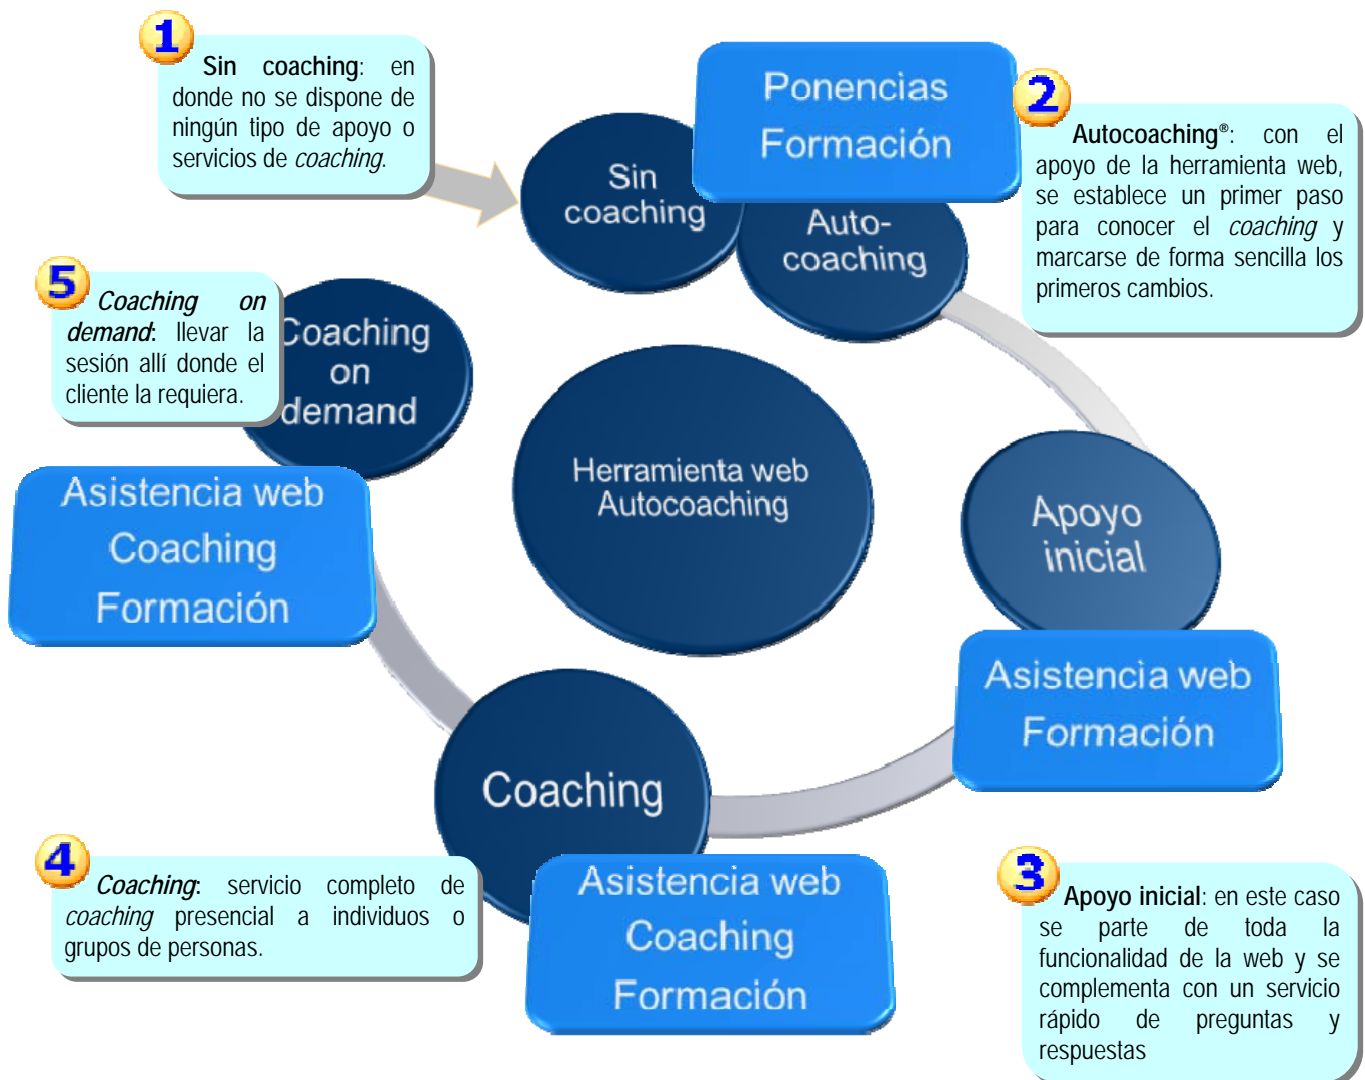 1
Sin coaching: en
donde no se dispone de
ningún tipo de apoyo o
servicios de coaching.
Sin
coaching
Ponencias
Formación
2
Autocoaching®: con el
apoyo de la herramienta web,
se establece un primer paso
para conocer el coaching y
marcarse de forma sencilla los
primeros cambios.
Auto-
coaching
5
Coaching on
demand: llevar la
sesión allí donde el
cliente la requiera.
Coaching
on
demand
Asistencia web
Coaching
Formación
Herramienta web
Autocoaching
Apoyo
inicial
Asistencia web
Formación
Coaching
4
Coaching: servicio completo de
coaching presencial a individuos o
grupos de personas.
Asistencia web
Coaching
Formación
3
Apoyo inicial: en este caso
se parte de toda la
funcionalidad de la web y se
complementa con un servicio
rápido de preguntas y
respuestas